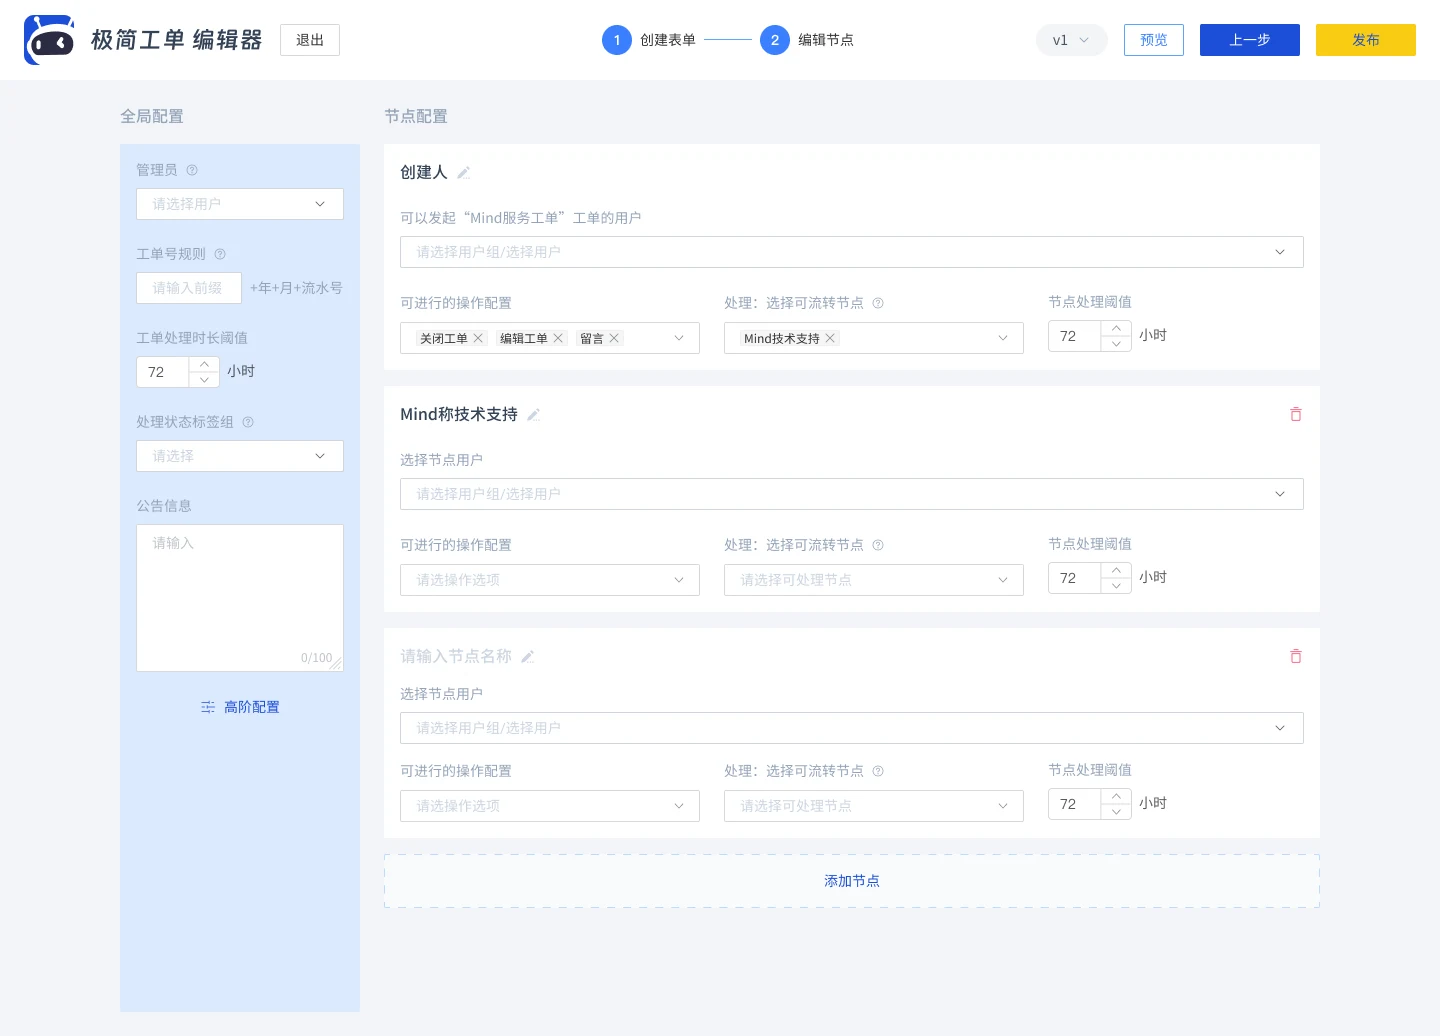 极简工单 编辑器
退出
1 创建表单
2 编辑节点
v1
预览
上一步
发布
全局配置
管理员
请选择用户
工单号规则
请输入前缀 +年+月+流水号
工单处理时长阈值
72 小时
处理状态标签组
请选择
公告信息
请输入
0/100
高阶配置
节点配置
创建人
可以发起“Mind服务工单”工单的用户
请选择用户组/选择用户
可进行的操作配置 处理：选择可流转节点 节点处理阈值
关闭工单 编辑工单 留言 Mind技术支持 72 小时
Mind称技术支持
选择节点用户
请选择用户组/选择用户
可进行的操作配置 处理：选择可流转节点 节点处理阈值
请选操作选项 请选择可处理节点 72 小时
请输入节点名称
选择节点用户
请选择用户组/选择用户
可进行的操作配置 处理：选择可流转节点 节点处理阈值
请选操作选项 请选择可处理节点 72 小时
添加节点